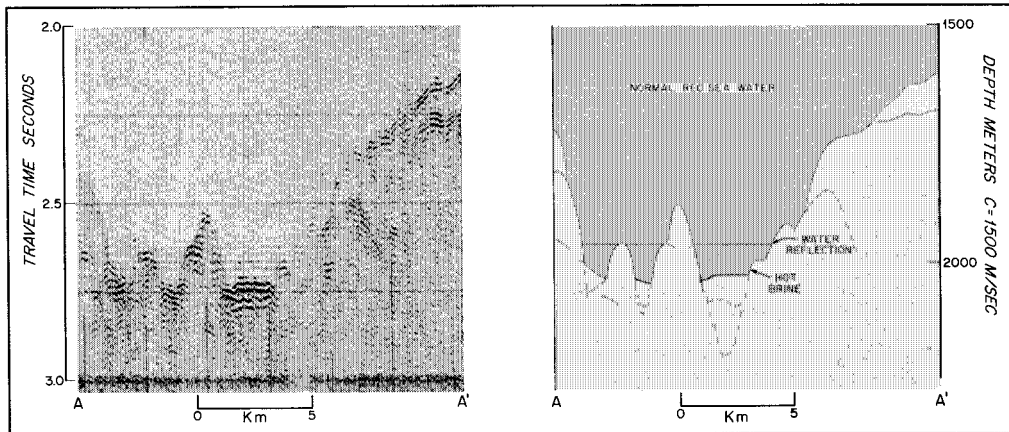 TRAVEL TIME SECONDS
2.0
2.5
3.0
A
A'
0
5
Km
NORMAL RED SEA WATER
WATER
REFLECTION
HOT
BRINE
1500
2000
DEPTH METERS C=1500 M/SEC
A
A'
0
5
Km